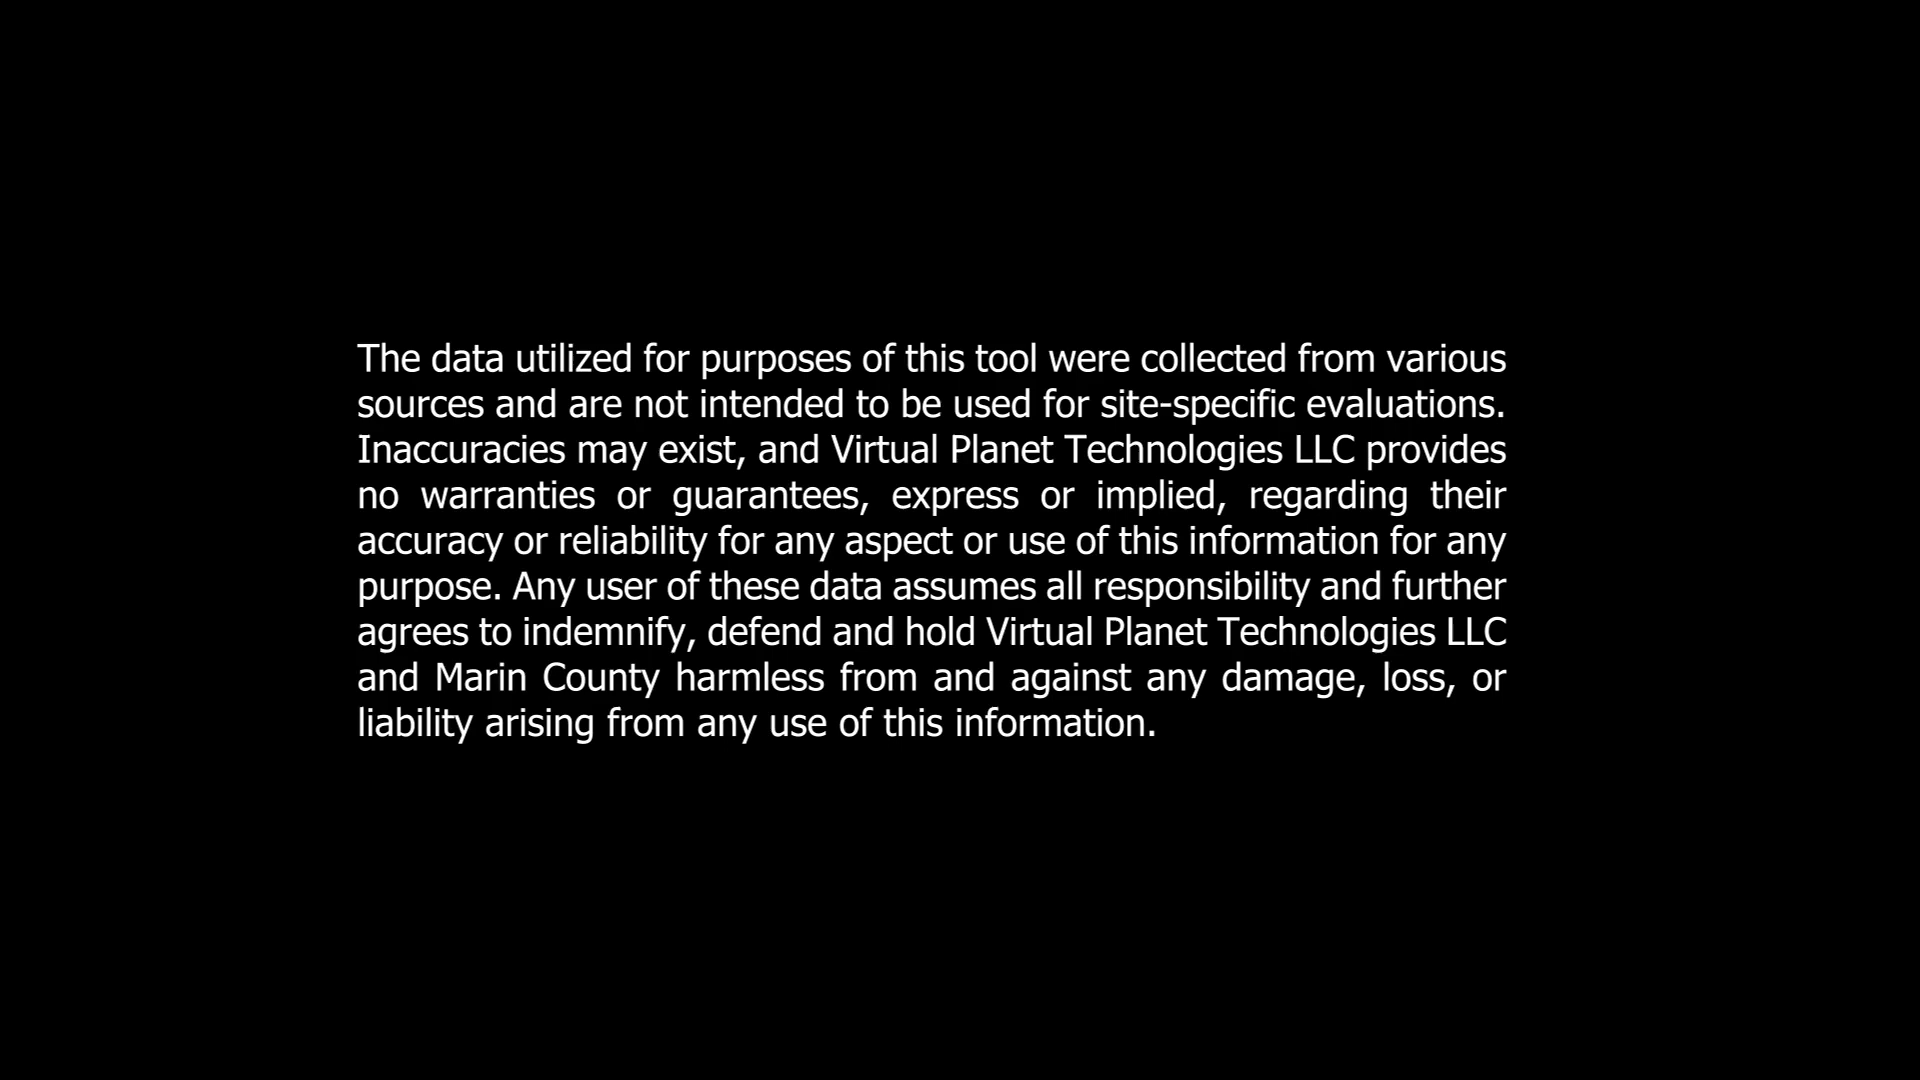 The data utilized for purposes of this tool were collected from various
sources and are not intended to be used for site-specific evaluations.
Inaccuracies may exist, and Virtual Planet Technologies LLC provides
no warranties or guarantees, express or implied, regarding their
accuracy or reliability for any aspect or use of this information for any
purpose. Any user of these data assumes all responsibility and further
agrees to indemnify, defend and hold Virtual Planet Technologies LLC
and Marin County harmless from and against any damage, loss, or
liability arising from any use of this information.